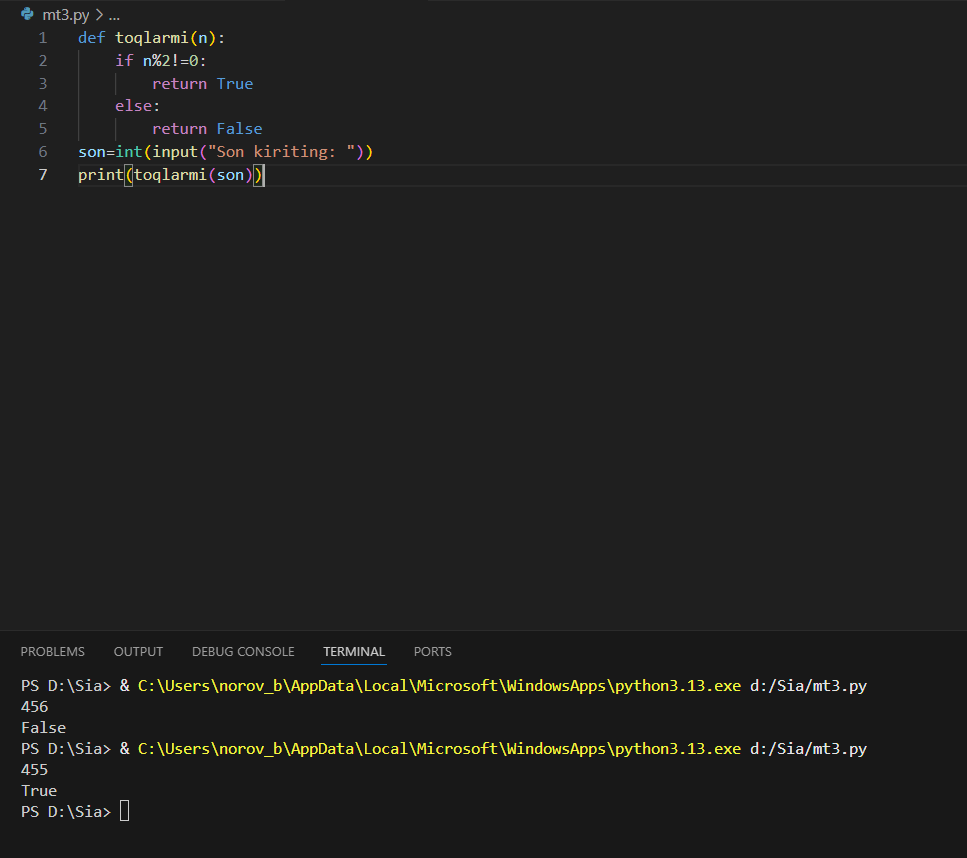 mt3.py > ...
1 def toqlarmi(n):
2     if n%2!=0:
3         return True
4     else:
5         return False
6 son=int(input("Son kiriting: "))
7 print(toqlarmi(son))
PROBLEMS OUTPUT DEBUG CONSOLE TERMINAL PORTS
PS D:\Sia> & C:\Users\norov_b\AppData\Local\Microsoft\WindowsApps\python3.13.exe d:/Sia/mt3.py
456
False
PS D:\Sia> & C:\Users\norov_b\AppData\Local\Microsoft\WindowsApps\python3.13.exe d:/Sia/mt3.py
455
True
PS D:\Sia>